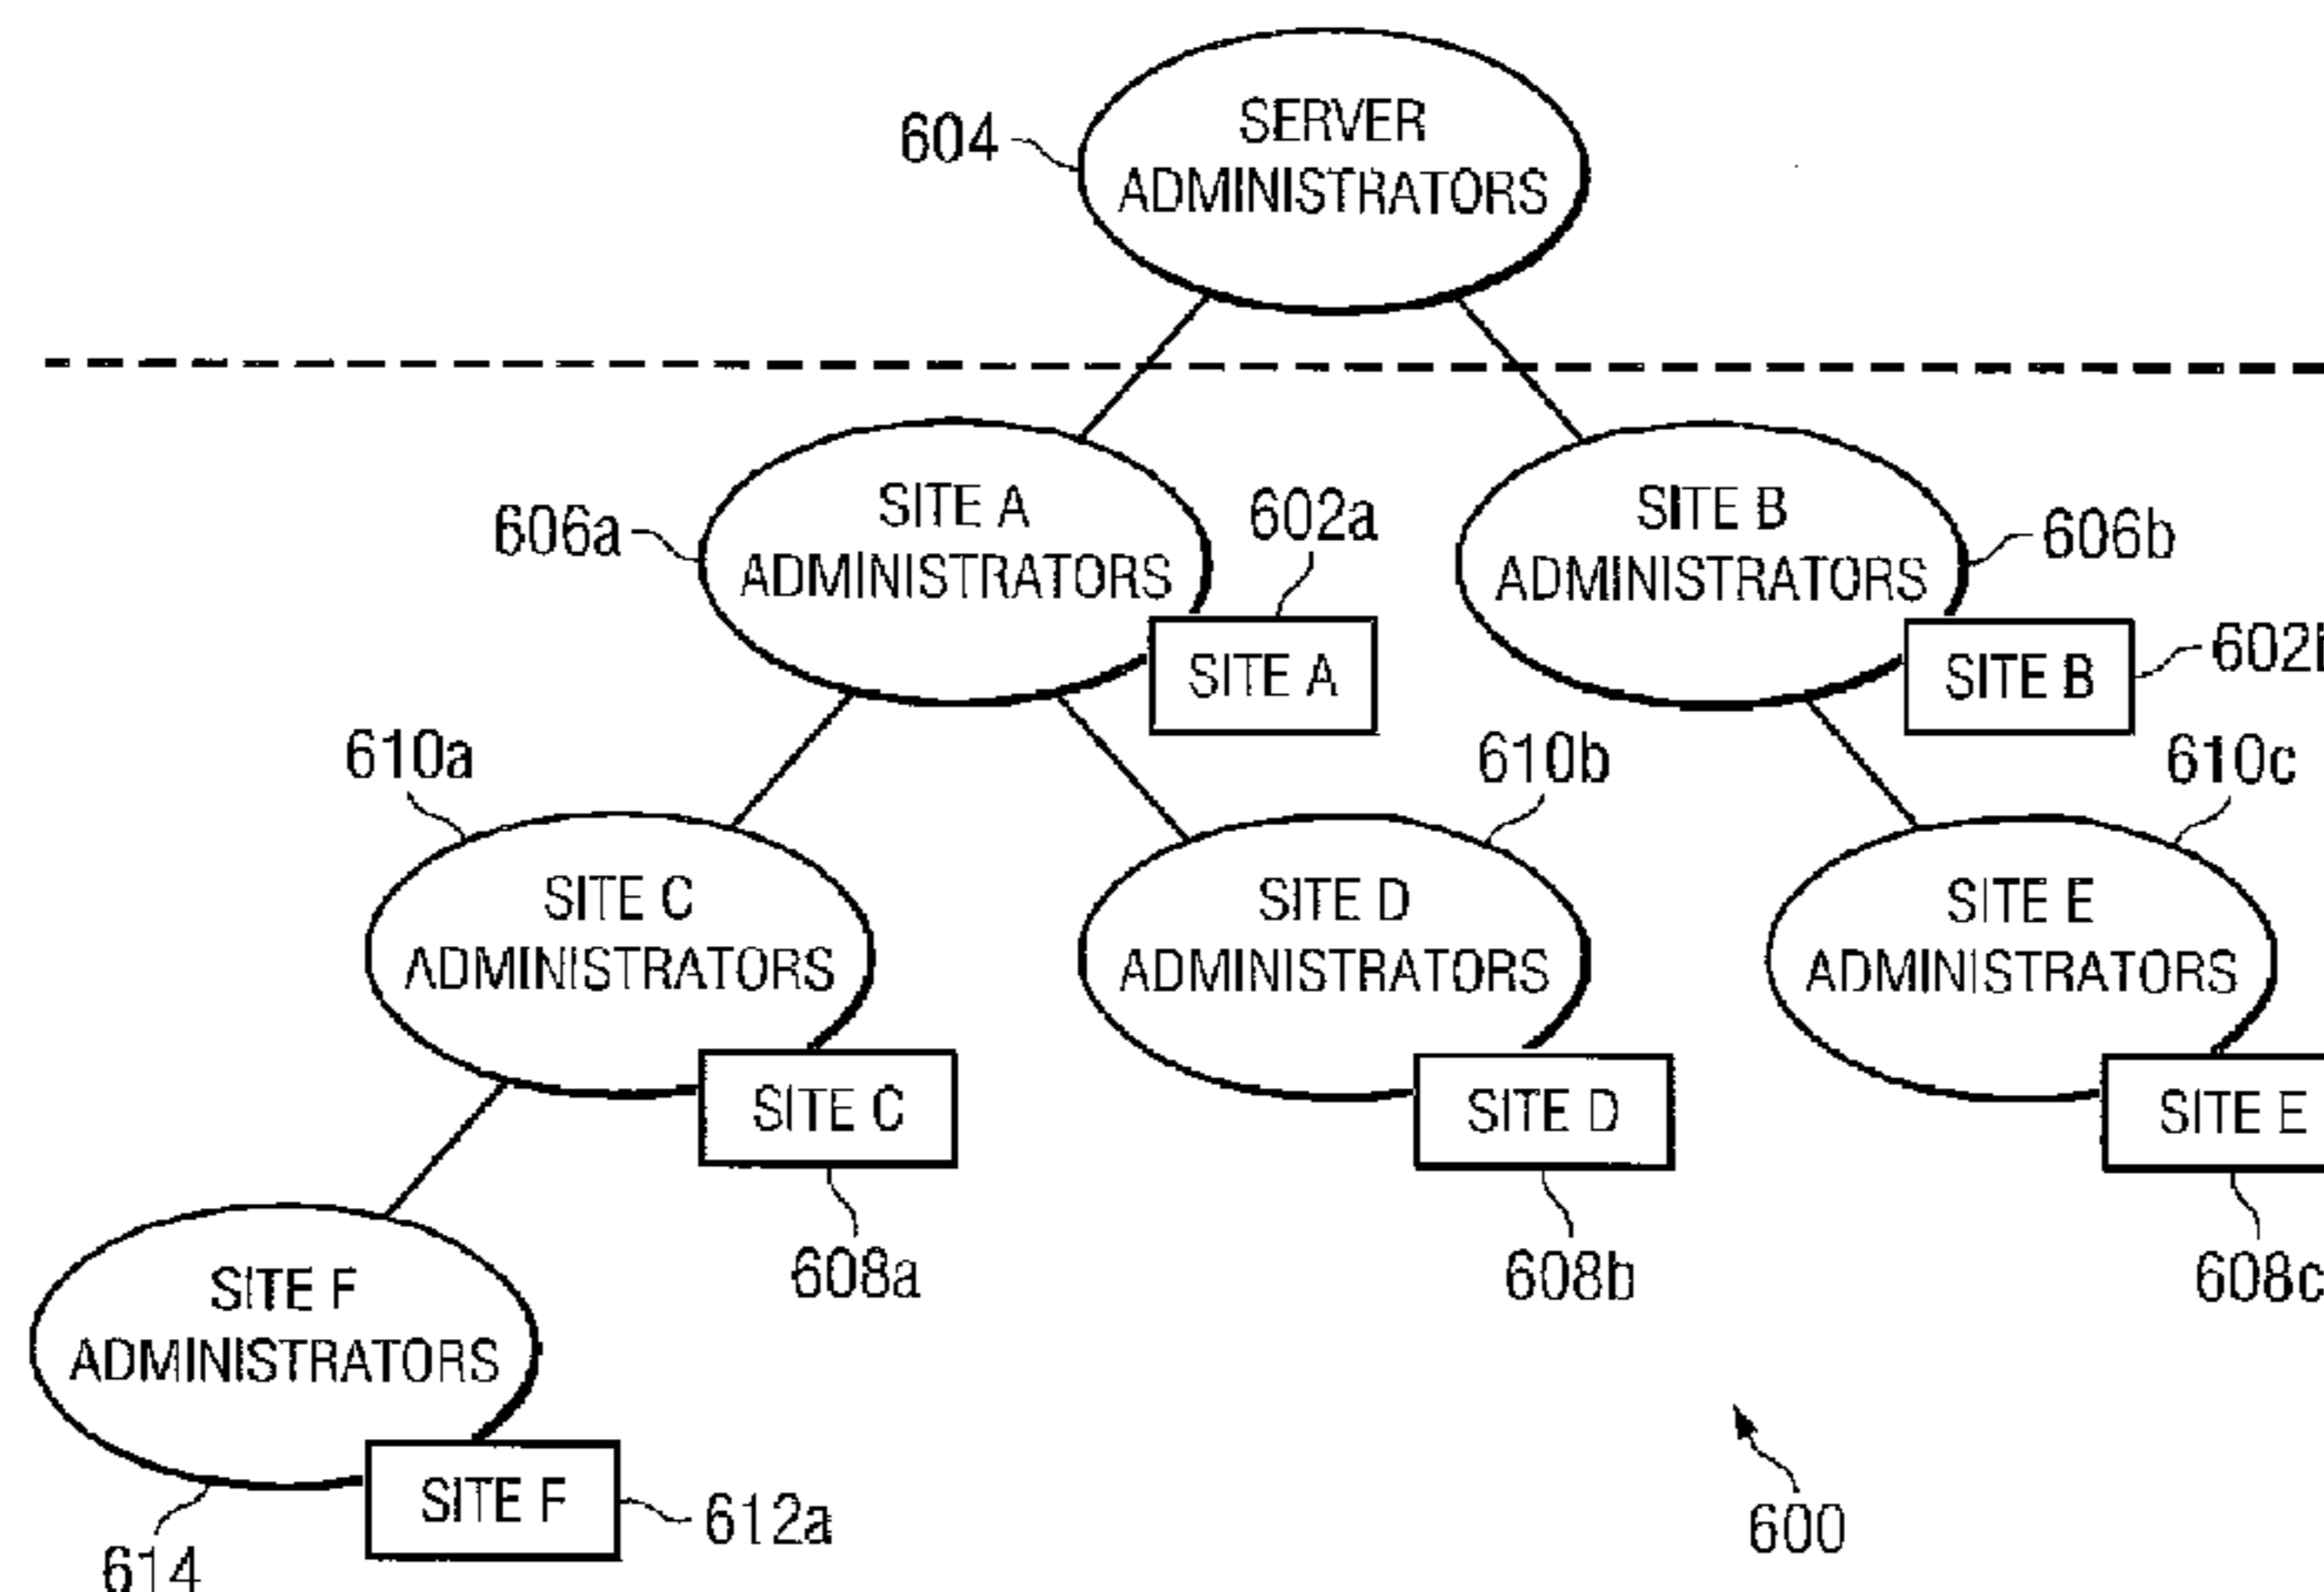 SERVER
ADMINISTRATORS
604
SITE A
ADMINISTRATORS
606a
602a
SITE A
SITE B
ADMINISTRATORS
606b
SITE B
610a
610b
610c
SITE C
ADMINISTRATORS
SITE D
ADMINISTRATORS
SITE E
ADMINISTRATORS
SITE C
SITE D
SITE E
608a
608b
608c
SITE F
ADMINISTRATORS
SITE F
612a
614
600